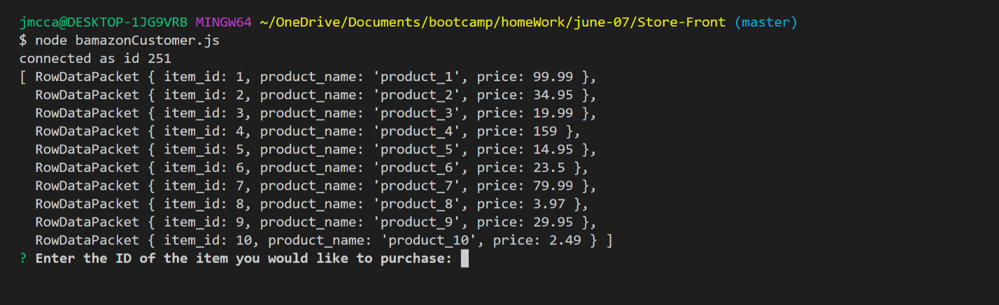 jmcca@DESKTOP-1JG9VRB MINGW64 ~/OneDrive/Documents/bootcamp/homeWork/june-07/Store-Front (master)
$ node bamazonCustomer.js
connected as id 251
[ RowDataPacket { item_id: 1, product_name: 'product_1', price: 99.99 },
  RowDataPacket { item_id: 2, product_name: 'product_2', price: 34.95 },
  RowDataPacket { item_id: 3, product_name: 'product_3', price: 19.99 },
  RowDataPacket { item_id: 4, product_name: 'product_4', price: 159 },
  RowDataPacket { item_id: 5, product_name: 'product_5', price: 14.95 },
  RowDataPacket { item_id: 6, product_name: 'product_6', price: 23.5 },
  RowDataPacket { item_id: 7, product_name: 'product_7', price: 79.99 },
  RowDataPacket { item_id: 8, product_name: 'product_8', price: 3.97 },
  RowDataPacket { item_id: 9, product_name: 'product_9', price: 29.95 },
  RowDataPacket { item_id: 10, product_name: 'product_10', price: 2.49 } ]
? Enter the ID of the item you would like to purchase: